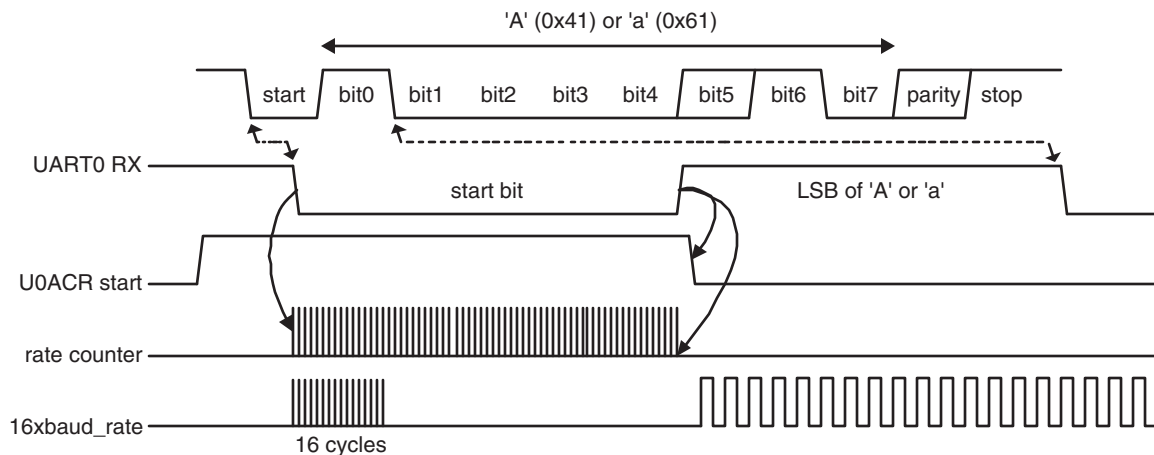 'A' (0x41) or 'a' (0x61)
start bit0 bit1 bit2 bit3 bit4 bit5 bit6 bit7 parity stop
UART0 RX
start bit
LSB of 'A' or 'a'
U0ACR start
rate counter
16xbaud_rate
16 cycles